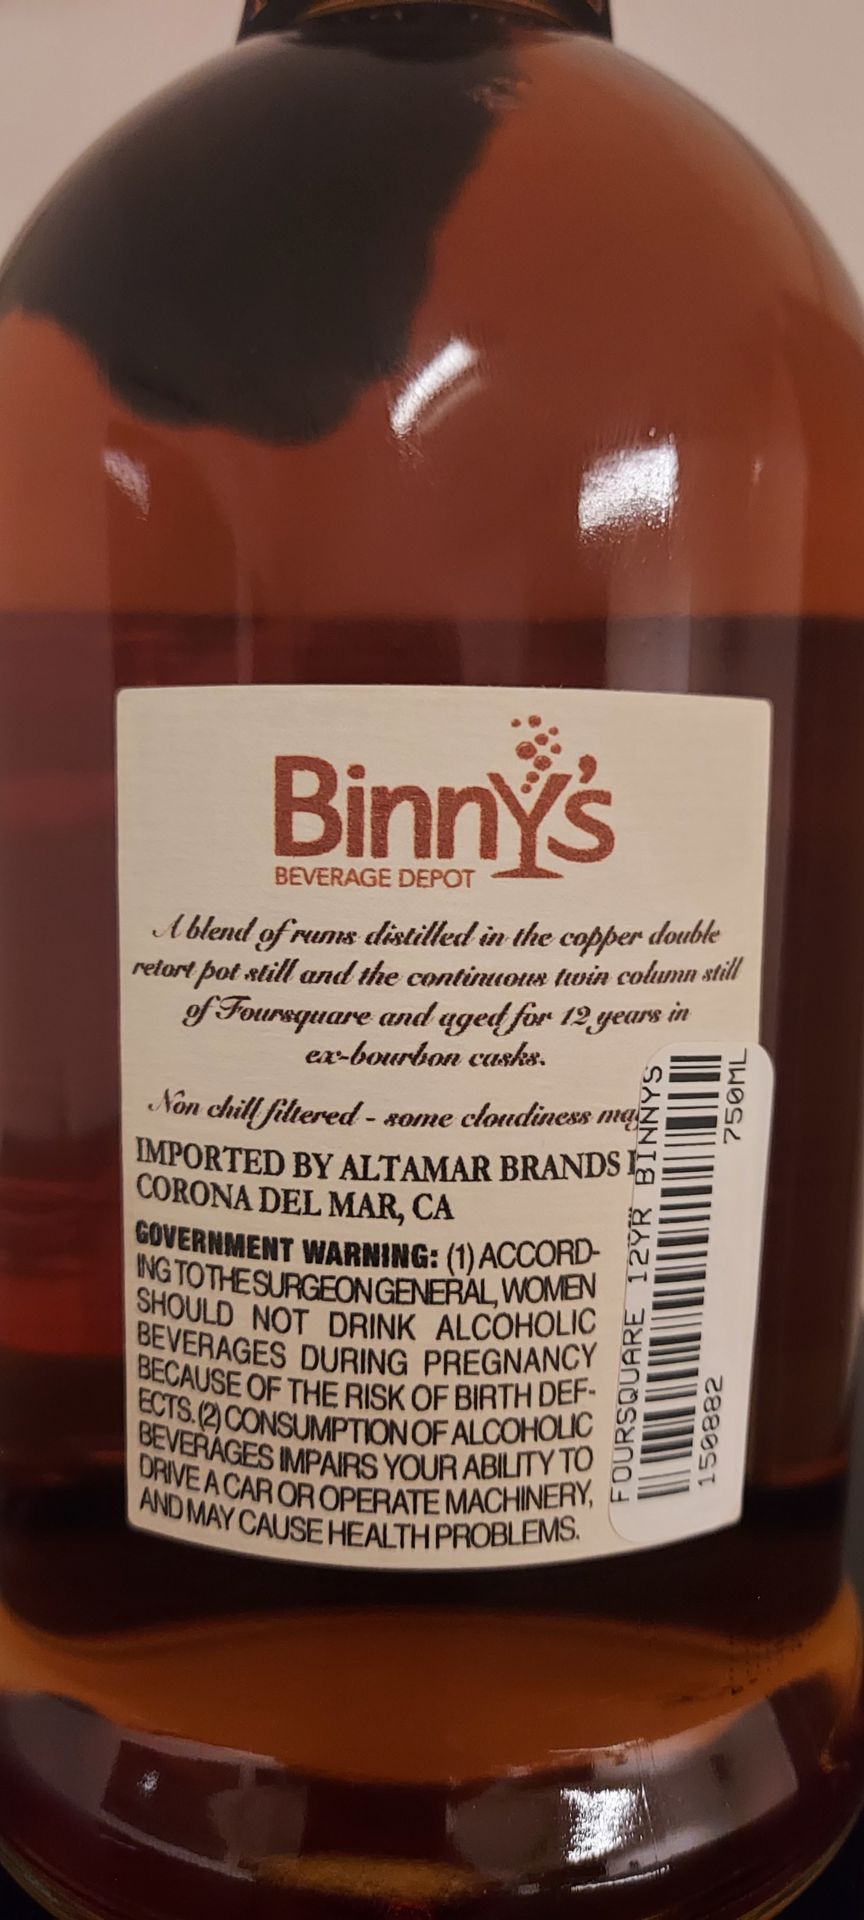 Binny's
BEVERAGE DEPOT
A blend of rums distilled in the copper double
retort pot still and the continuous twin column still
of Foursquare and aged for 12 years in
ex-bourbon casks.
Non chill filtered - some cloudiness may
IMPORTED BY ALTAMAR BRANDS
CORONA DEL MAR, CA
GOVERNMENT WARNING: (1) ACCORD-
ING TO THE SURGEON GENERAL, WOMEN
SHOULD NOT DRINK ALCOHOLIC
BEVERAGES DURING PREGNANCY
BECAUSE OF THE RISK OF BIRTH DEF-
ECTS. (2) CONSUMPTION OF ALCOHOLIC
BEVERAGES IMPAIRS YOUR ABILITY TO
DRIVE A CAR OR OPERATE MACHINERY,
AND MAY CAUSE HEALTH PROBLEMS.
FOURSQUARE 12YR BINNYS
150882 750ML